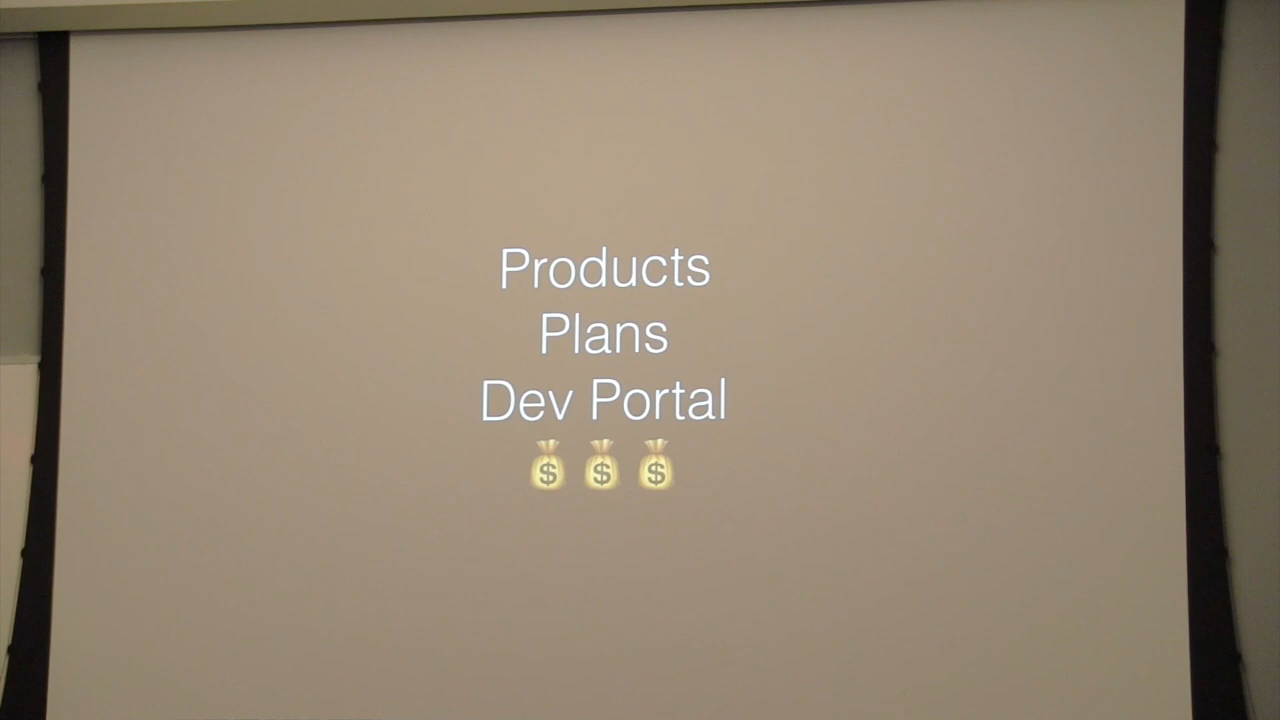 Products
Plans
Dev Portal
💰 💰 💰